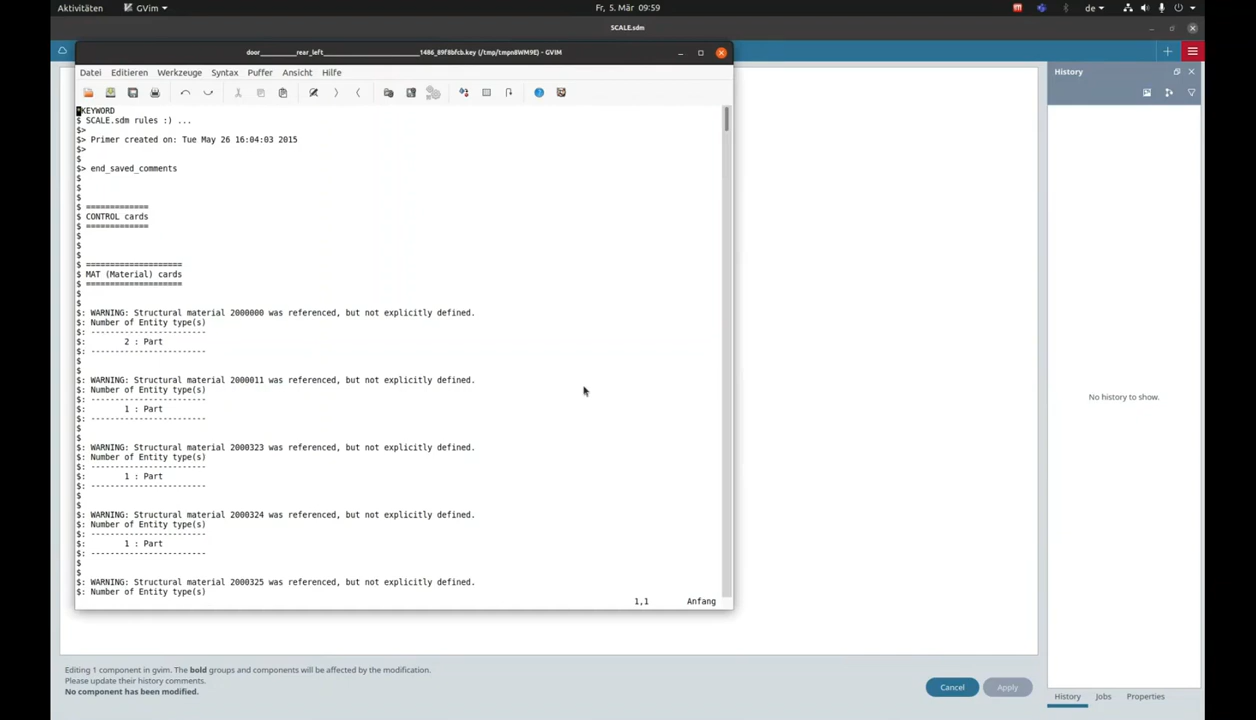 Aktivitäten
GVim
Fr, 5. Mär 09:59
de
SCALE.sdm
door__________rear_left______________________________1486_89f8bfcb.key (/tmp/tmpn8WM9E) - GVIM
Datei Editieren Werkzeuge Syntax Puffer Ansicht Hilfe
*KEYWORD
$ SCALE.sdm rules :) ...
$>
$> Primer created on: Tue May 26 16:04:03 2015
$>
$
$> end_saved_comments
$
$
$
$ =============
$ CONTROL cards
$ =============
$
$
$
$ ====================
$ MAT (Material) cards
$ ====================
$
$
$: WARNING: Structural material 2000000 was referenced, but not explicitly defined.
$: Number of Entity type(s)
$: ------------------------
$: 2 : Part
$: ------------------------
$
$
$: WARNING: Structural material 2000011 was referenced, but not explicitly defined.
$: Number of Entity type(s)
$: ------------------------
$: 1 : Part
$: ------------------------
$
$
$: WARNING: Structural material 2000323 was referenced, but not explicitly defined.
$: Number of Entity type(s)
$: ------------------------
$: 1 : Part
$: ------------------------
$
$
$: WARNING: Structural material 2000324 was referenced, but not explicitly defined.
$: Number of Entity type(s)
$: ------------------------
$: 1 : Part
$: ------------------------
$
$
$: WARNING: Structural material 2000325 was referenced, but not explicitly defined.
$: Number of Entity type(s)
1,1 Anfang
History
No history to show.
Editing 1 component in gvim. The bold groups and components will be affected by the modification.
Please update their history comments.
No component has been modified.
Cancel Apply
History Jobs Properties